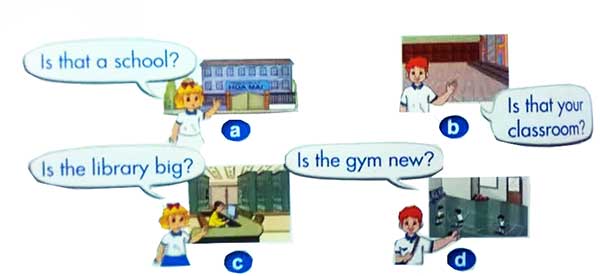 Is that a school?
HOA MAI
a
b
Is that your
classroom?
Is the library big?
Is the gym new?
c
d